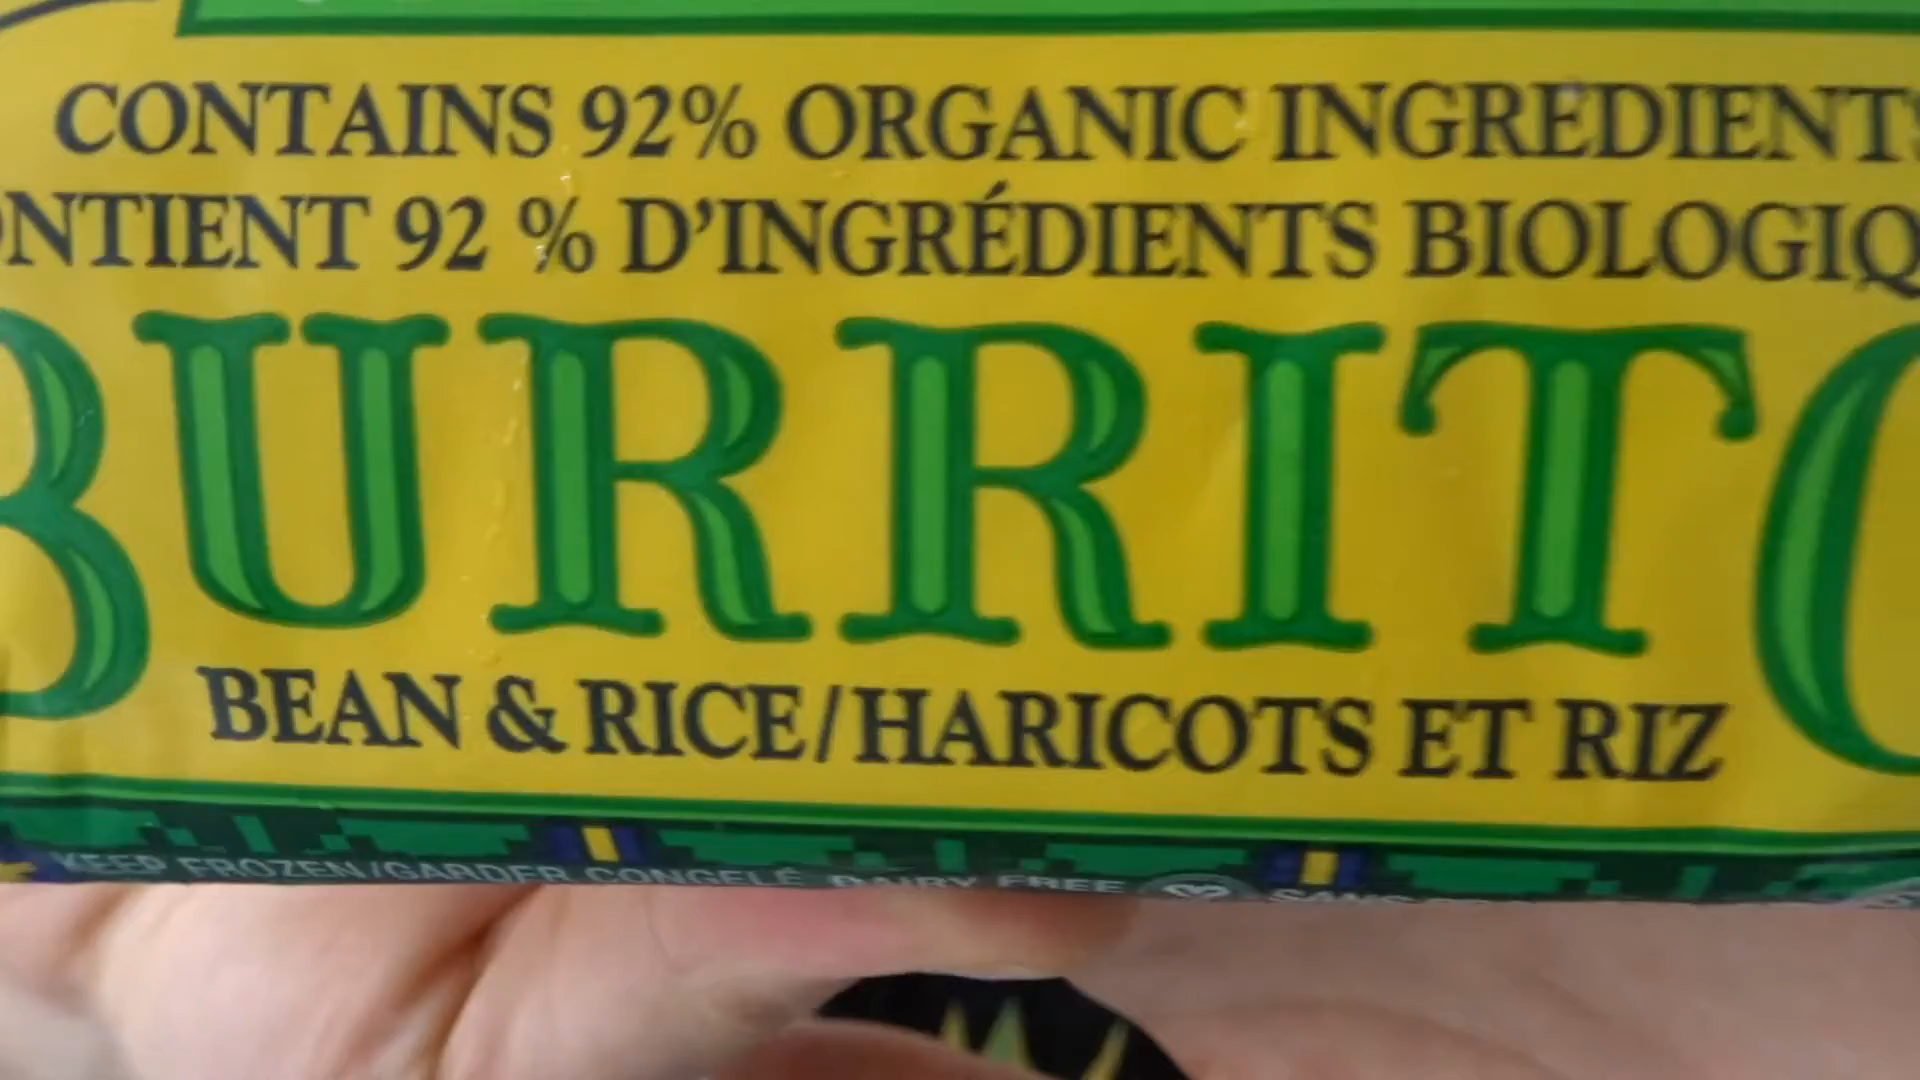 CONTAINS 92% ORGANIC INGREDIENTS
ONTIENT 92 % D'INGRÉDIENTS BIOLOGIQ
BURRITO
BEAN & RICE/HARICOTS ET RIZ
KEEP FROZEN/GARDER CONGELÉ DAIRY FREE